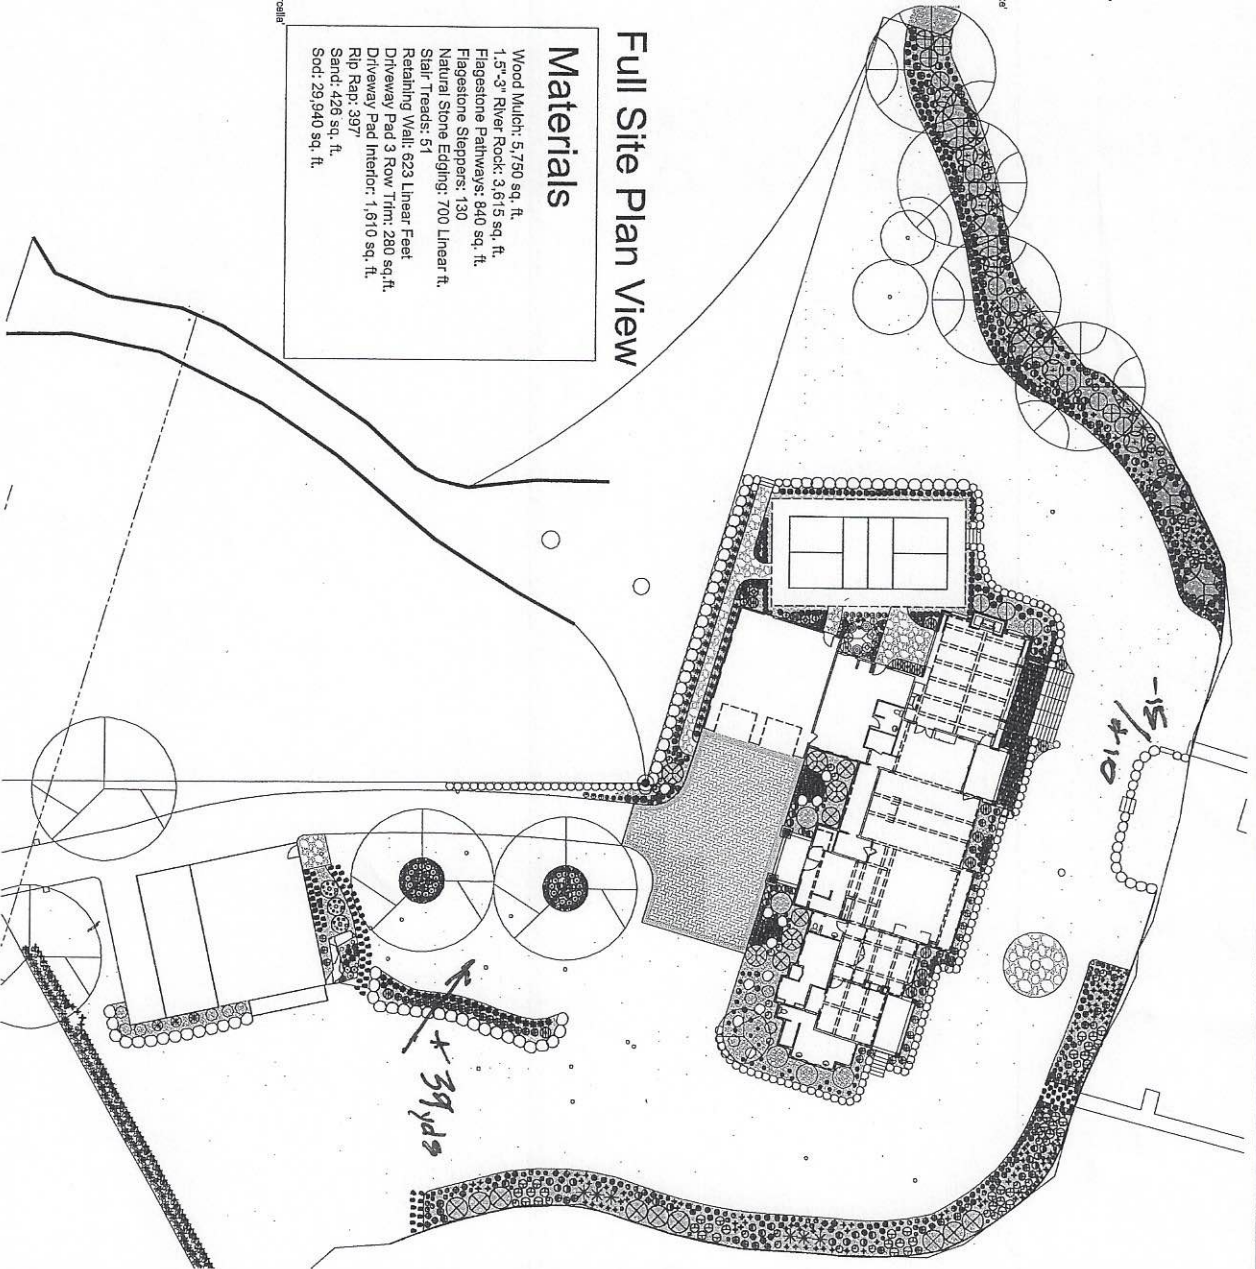 Full Site Plan View
Materials
Wood Mulch: 5,750 sq. ft.
1.5"-3" River Rock: 3,615 sq. ft.
Flagestone Pathways: 840 sq. ft.
Flagestone Steppers: 130
Natural Stone Edging: 700 Linear ft.
Stair Treads: 51
Retaining Wall: 623 Linear Feet
Driveway Pad 3 Row Trim: 280 sq.ft.
Driveway Pad Interior: 1,610 sq. ft.
Rip Rap: 397'
Sand: 426 sq. ft.
Sod: 29,940 sq. ft.
* 39 yds